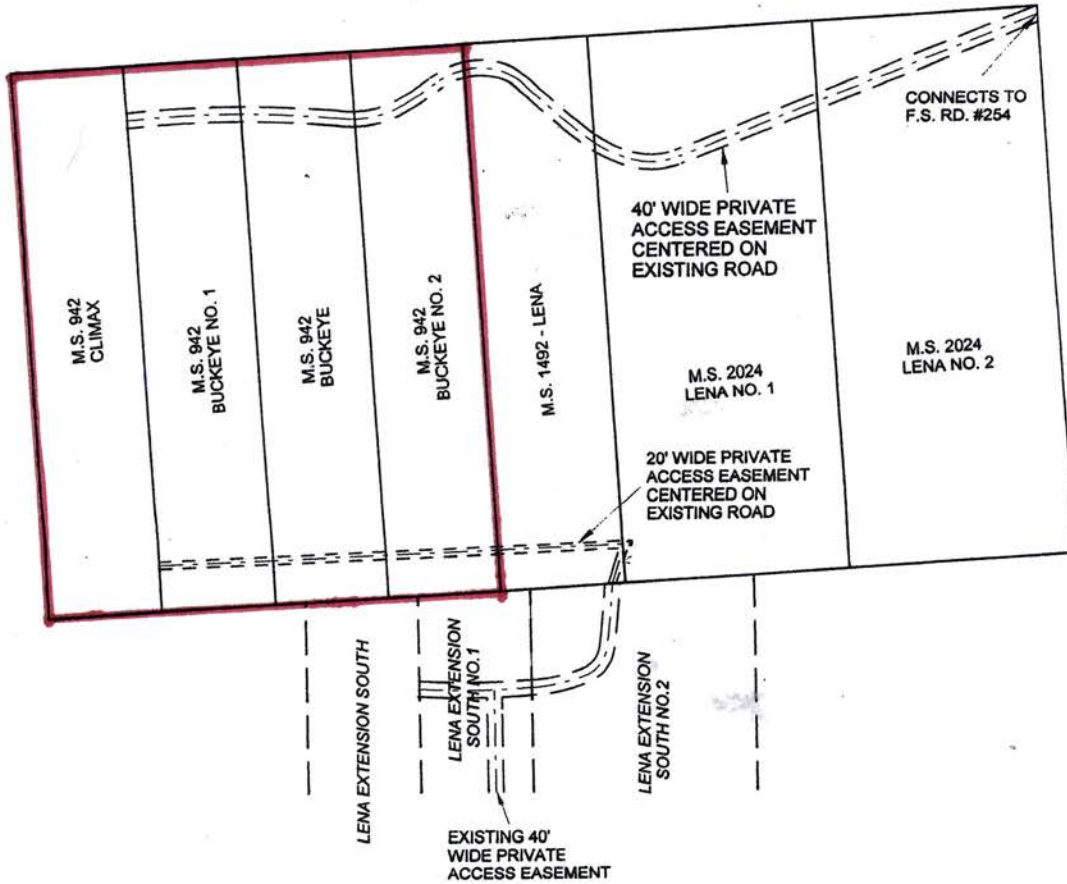 CONNECTS TO
F.S. RD. #254
40' WIDE PRIVATE
ACCESS EASEMENT
CENTERED ON
EXISTING ROAD
M.S. 942
CLIMAX
M.S. 942
BUCKEYE NO. 1
M.S. 942
BUCKEYE
M.S. 942
BUCKEYE NO. 2
M.S. 1492 - LENA
M.S. 2024
LENA NO. 1
M.S. 2024
LENA NO. 2
20' WIDE PRIVATE
ACCESS EASEMENT
CENTERED ON
EXISTING ROAD
LENA EXTENSION SOUTH
LENA EXTENSION
SOUTH NO.1
LENA EXTENSION
SOUTH NO.2
EXISTING 40'
WIDE PRIVATE
ACCESS EASEMENT